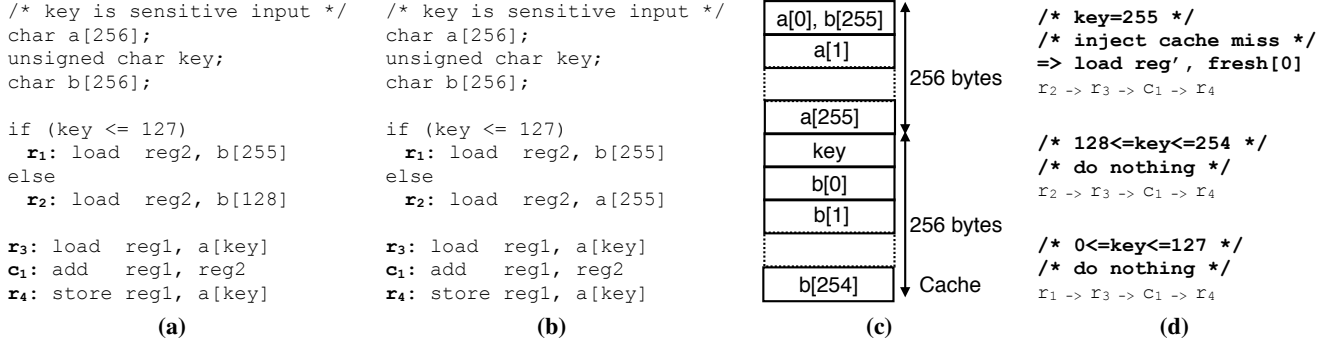 /* key is sensitive input */
char a[256];
unsigned char key;
char b[256];
if (key <= 127)
r₁: load reg2, b[255]
else
r₂: load reg2, b[128]
r₃: load reg1, a[key]
c₁: add reg1, reg2
r₄: store reg1, a[key]
(a)
/* key is sensitive input */
char a[256];
unsigned char key;
char b[256];
if (key <= 127)
r₁: load reg2, b[255]
else
r₂: load reg2, a[255]
r₃: load reg1, a[key]
c₁: add reg1, reg2
r₄: store reg1, a[key]
(b)
a[0], b[255]
a[1]
256 bytes
a[255]
key
b[0]
b[1]
256 bytes
b[254]
Cache
(c)
/* key=255 */
/* inject cache miss */
=> load reg’, fresh[0]
r₂ -> r₃ -> c₁ -> r₄
/* 128<=key<=254 */
/* do nothing */
r₂ -> r₃ -> c₁ -> r₄
/* 0<=key<=127 */
/* do nothing */
r₁ -> r₃ -> c₁ -> r₄
(d)